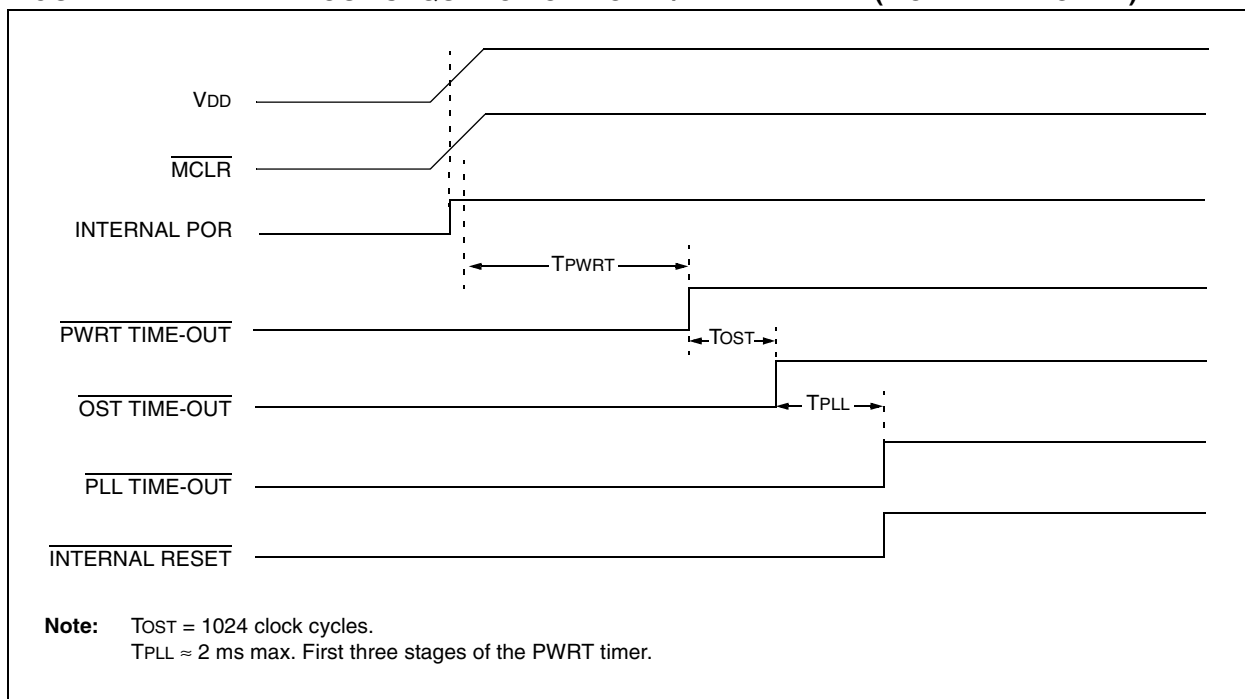 VDD
MCLR
INTERNAL POR
TPWRT
PWRT TIME-OUT
TOST
OST TIME-OUT
TPLL
PLL TIME-OUT
INTERNAL RESET
Note: TOST = 1024 clock cycles.
TPLL ≈ 2 ms max. First three stages of the PWRT timer.